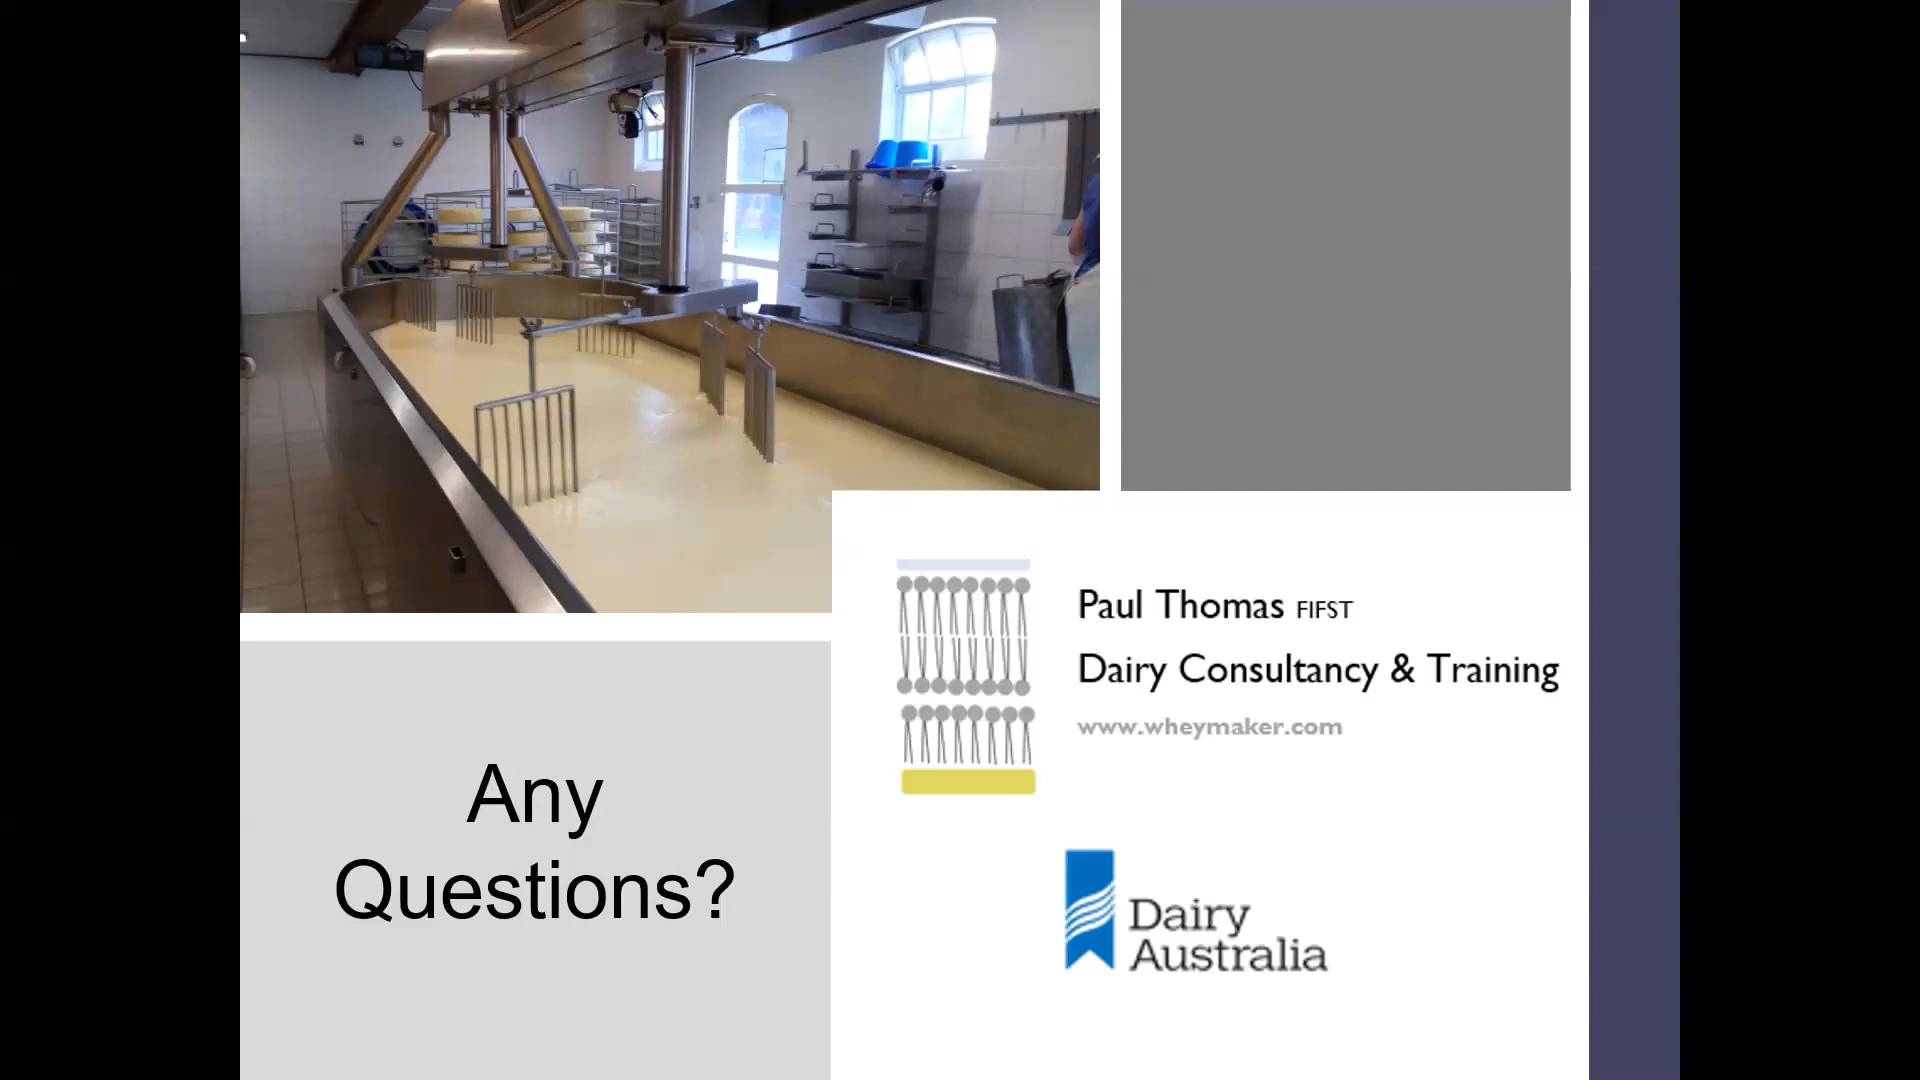 Paul Thomas FIFST
Dairy Consultancy & Training
www.wheymaker.com
Any
Questions?
Dairy
Australia